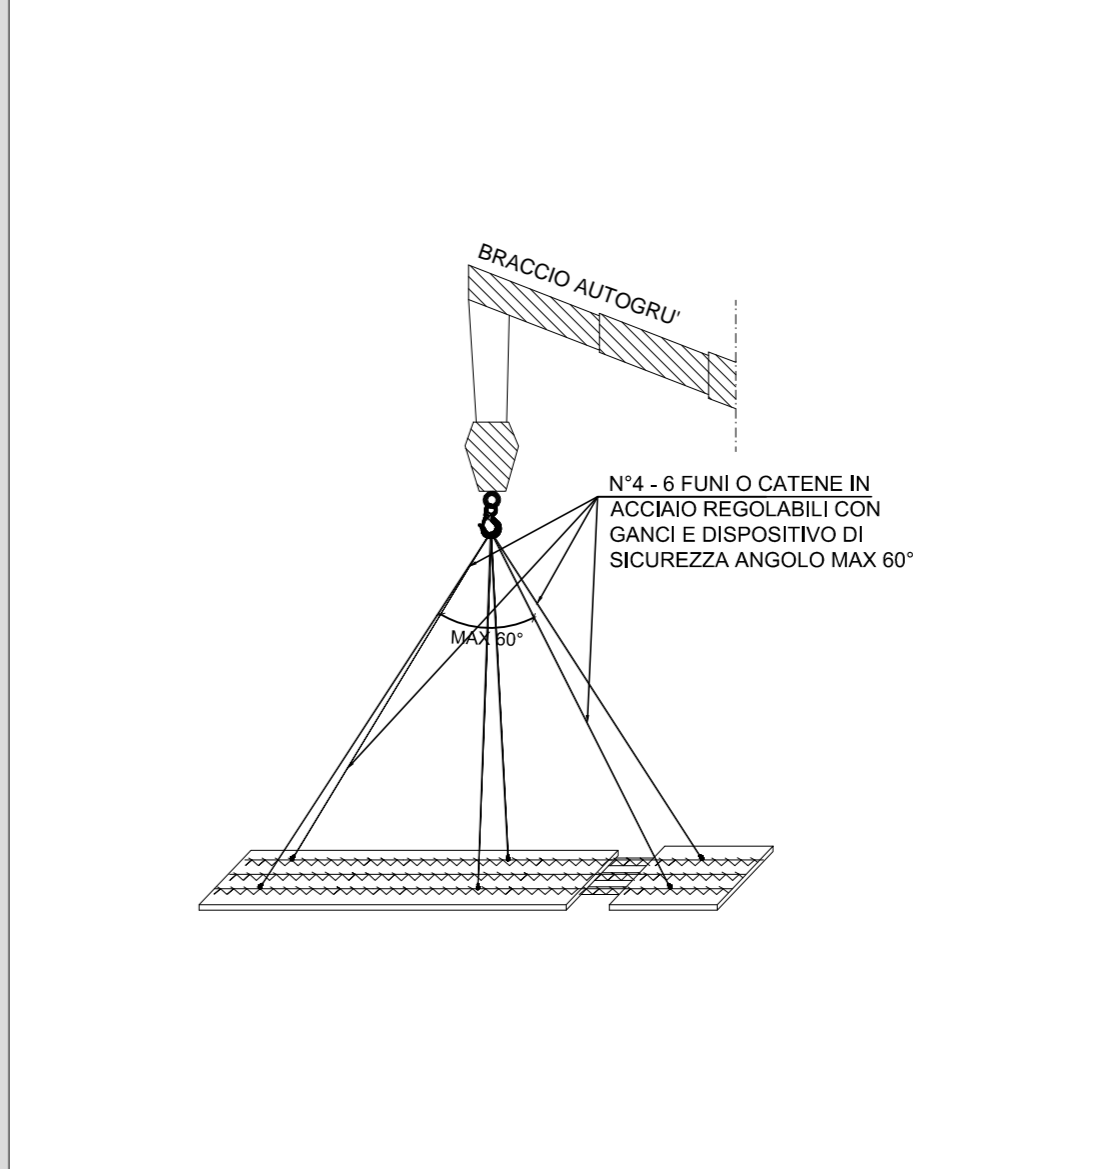 BRACCIO AUTOGRU'
N°4 - 6 FUNI O CATENE IN
ACCIAIO REGOLABILI CON
GANCI E DISPOSITIVO DI
SICUREZZA ANGOLO MAX 60°
MAX 60°